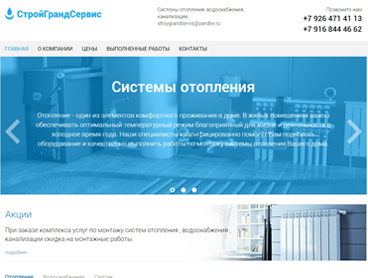 СтройГрандСервис
Системы отопления, водоснабжения,
канализации,
stroygrandservis@yandex.ru
Позвоните нам
+7 926 471 41 13
+7 916 844 46 62
ГЛАВНАЯ О КОМПАНИИ ЦЕНЫ ВЫПОЛНЕННЫЕ РАБОТЫ КОНТАКТЫ
Системы отопления
Отопление - один из элементов комфортного проживания в доме. В жилых помещениях важно
обеспечивать оптимальный температурный режим благоприятный для жизни и деятельности в
холодное время года. Наши специалисты квалифицированно помогут Вам подобрать
оборудование и качественно выполнить работы по монтажу системы отопления Вашего дома.
Акции
При заказе комплекса услуг по монтажу систем отопления , водоснабжения ,
канализации скидка на монтажные работы.
подробнее...
Отопление Водоснабжение Септик